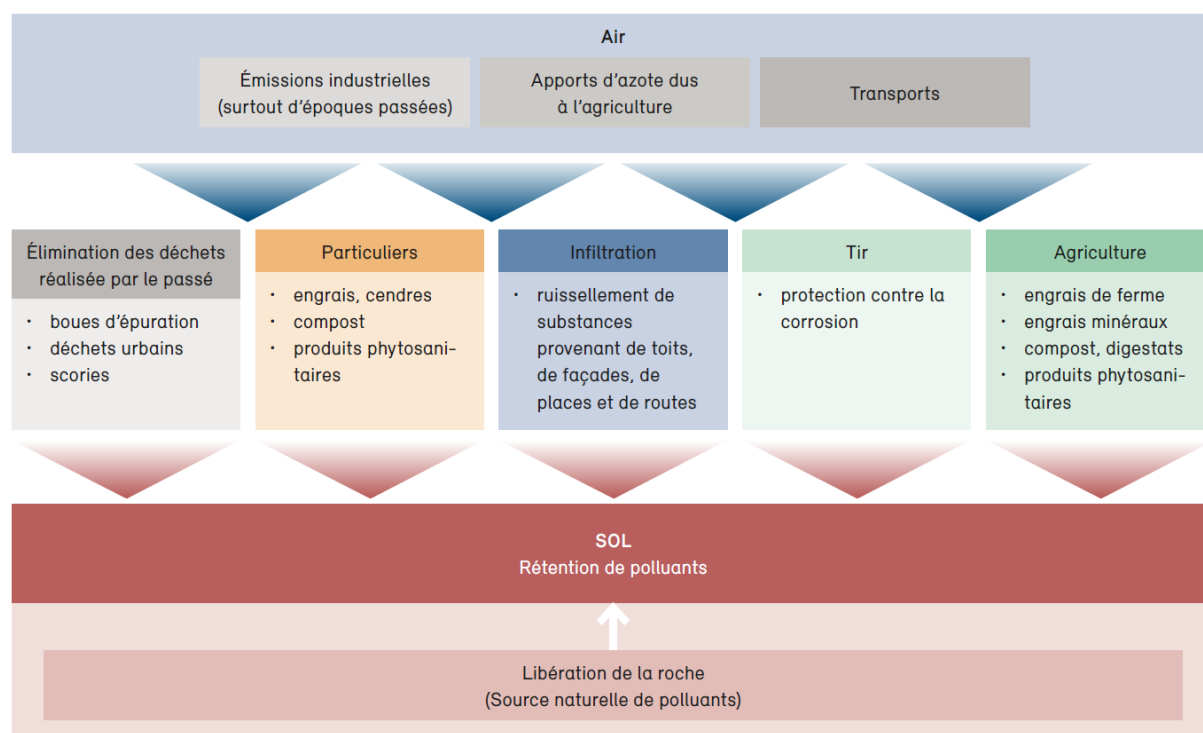 Air
Émissions industrielles
(surtout d’époques passées)
Apports d’azote dus
à l’agriculture
Transports
Élimination des déchets
réalisée par le passé
· boues d’épuration
· déchets urbains
· scories
Particuliers
· engrais, cendres
· compost
· produits phytosani-
taires
Infiltration
· ruissellement de
substances
provenant de toits,
de façades, de
places et de routes
Tir
· protection contre la
corrosion
Agriculture
· engrais de ferme
· engrais minéraux
· compost, digestats
· produits phytosani-
taires
SOL
Rétention de polluants
Libération de la roche
(Source naturelle de polluants)